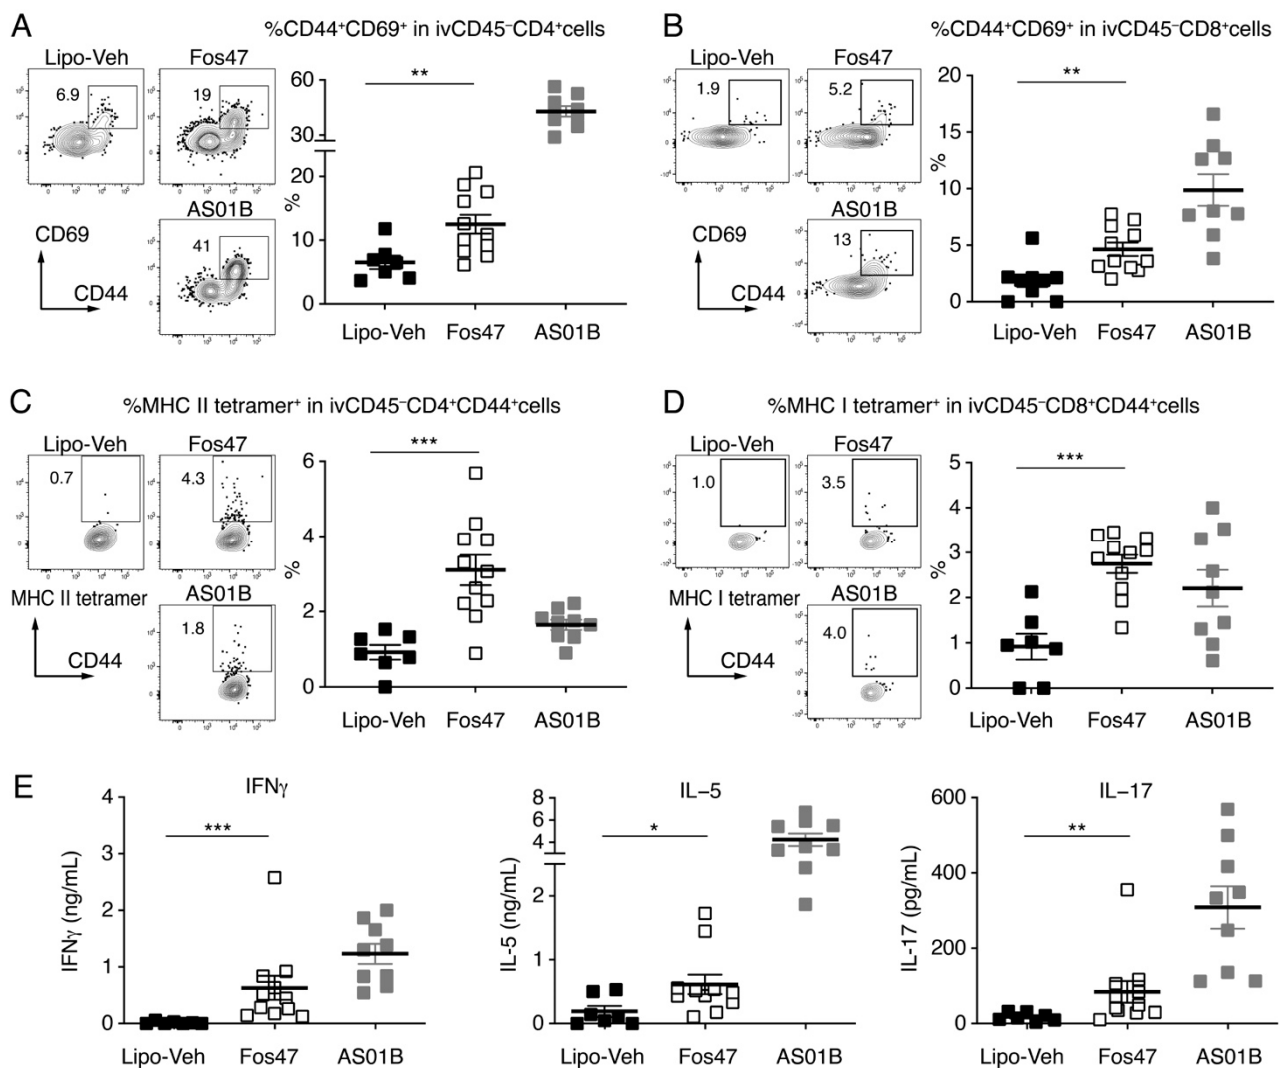 A
%CD44⁺CD69⁺ in ivCD45⁻CD4⁺cells
Lipo-Veh
Fos47
6.9
19
AS01B
41
CD69
CD44
**
60
30
20
10
0
%
Lipo-Veh
Fos47
AS01B
B
%CD44⁺CD69⁺ in ivCD45⁻CD8⁺cells
Lipo-Veh
Fos47
1.9
5.2
AS01B
13
CD69
CD44
**
20
15
10
5
0
%
Lipo-Veh
Fos47
AS01B
C
%MHC II tetramer⁺ in ivCD45⁻CD4⁺CD44⁺cells
Lipo-Veh
Fos47
0.7
4.3
AS01B
1.8
MHC II tetramer
CD44
***
6
4
2
0
%
Lipo-Veh
Fos47
AS01B
D
%MHC I tetramer⁺ in ivCD45⁻CD8⁺CD44⁺cells
Lipo-Veh
Fos47
1.0
3.5
AS01B
4.0
MHC I tetramer
CD44
***
5
4
3
2
1
0
%
Lipo-Veh
Fos47
AS01B
E
IFNγ
***
4
3
2
1
0
IFNγ (ng/mL)
Lipo-Veh
Fos47
AS01B
IL–5
*
8
6
4
2
0
IL-5 (ng/mL)
Lipo-Veh
Fos47
AS01B
IL–17
**
600
400
200
0
IL-17 (pg/mL)
Lipo-Veh
Fos47
AS01B